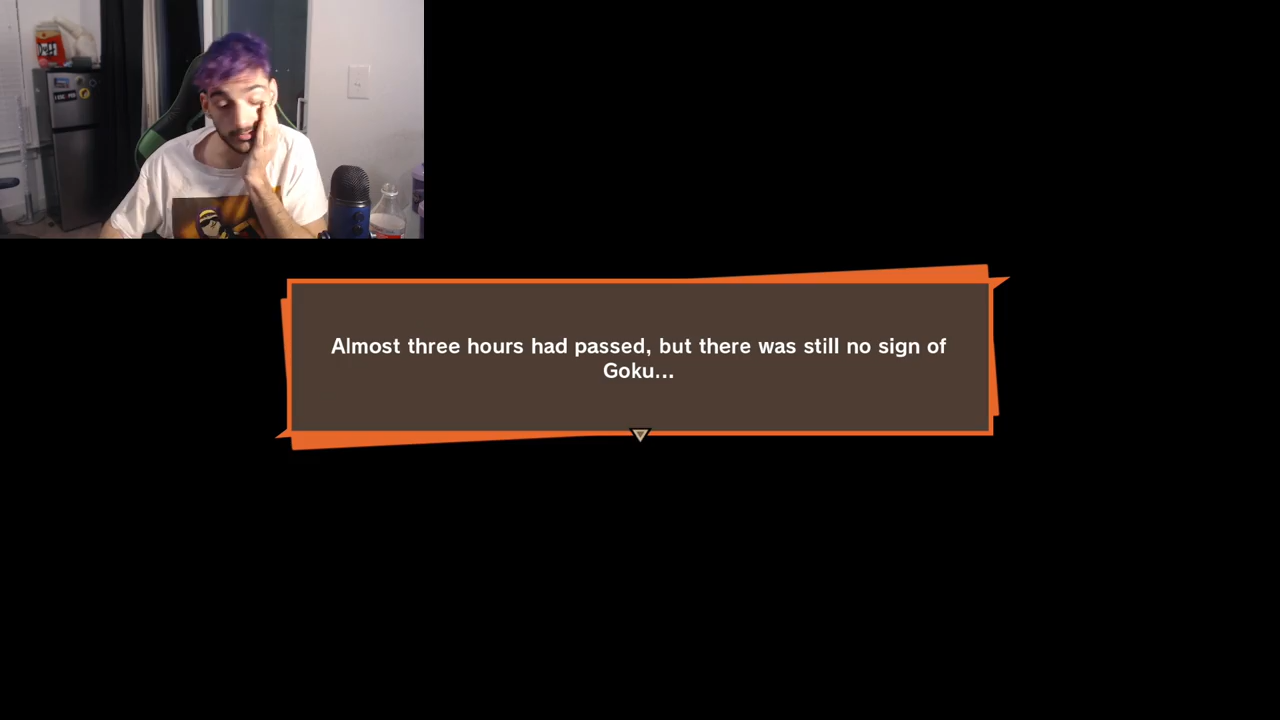 Almost three hours had passed, but there was still no sign of
Goku...